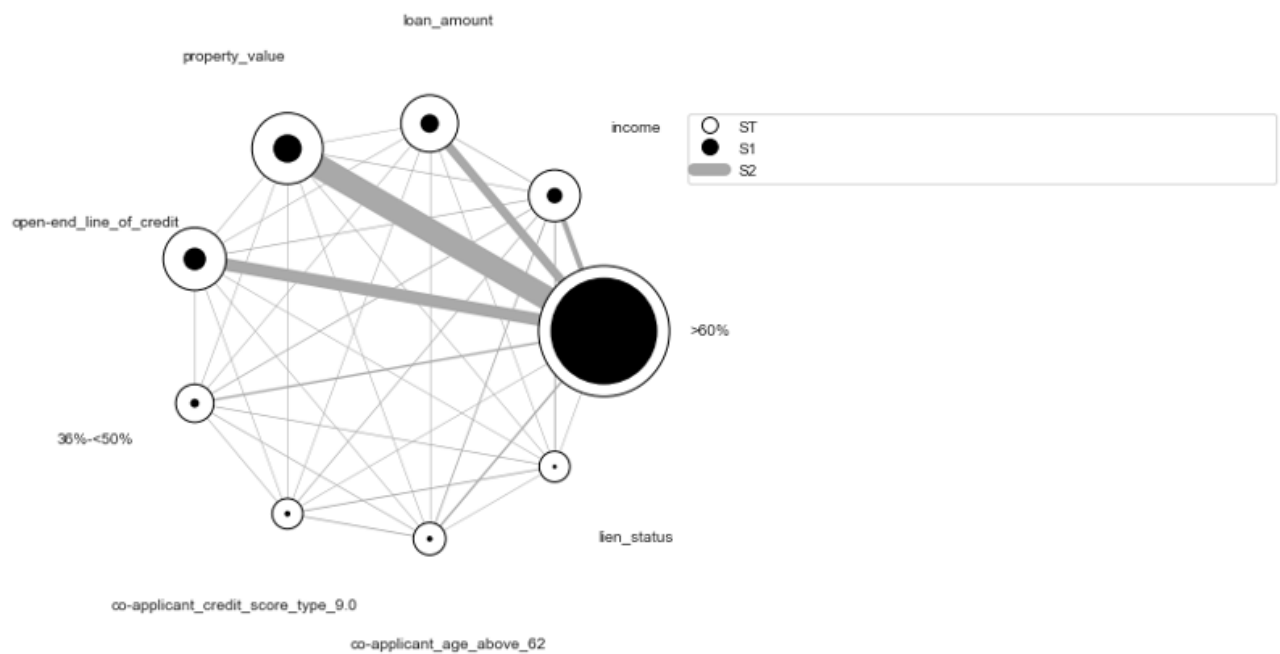 loan_amount
property_value
income
ST
S1
S2
open-end_line_of_credit
>60%
36%-<50%
lien_status
co-applicant_credit_score_type_9.0
co-applicant_age_above_62